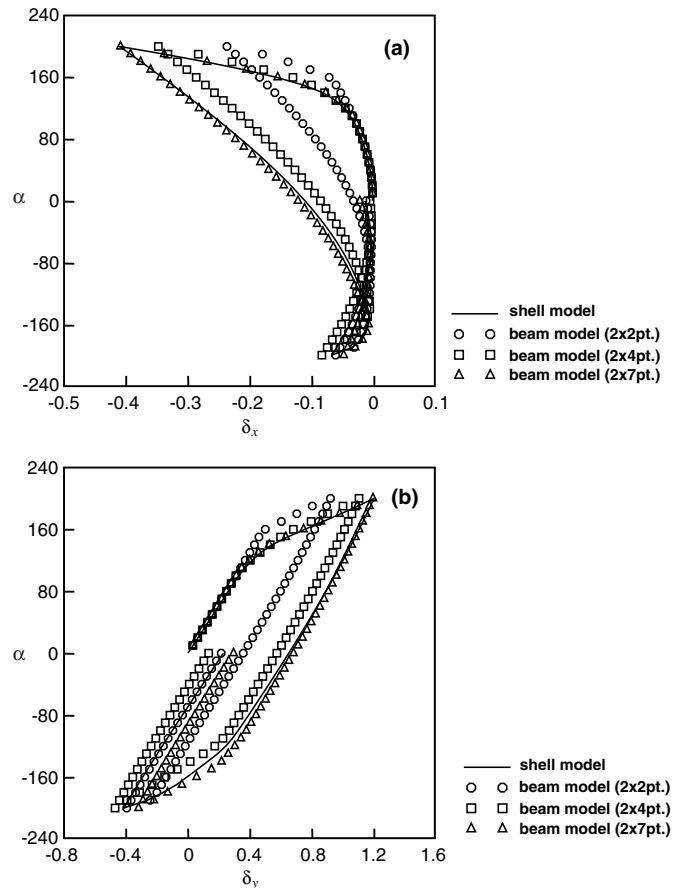 240
160
80
0
-80
-160
-240
α
(a)
-0.5
-0.4
-0.3
-0.2
-0.1
0
0.1
δx
shell model
beam model (2x2pt.)
beam model (2x4pt.)
beam model (2x7pt.)
240
160
80
0
-80
-160
-240
α
(b)
-0.8
-0.4
0
0.4
0.8
1.2
1.6
δy
shell model
beam model (2x2pt.)
beam model (2x4pt.)
beam model (2x7pt.)